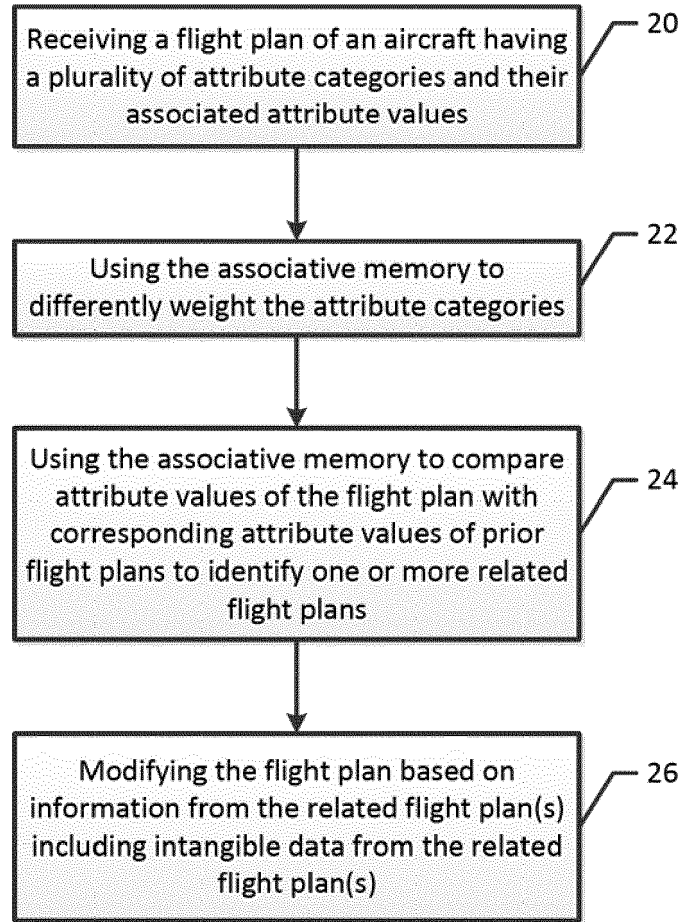 Receiving a flight plan of an aircraft having
a plurality of attribute categories and their
associated attribute values
20
Using the associative memory to
differently weight the attribute categories
22
Using the associative memory to compare
attribute values of the flight plan with
corresponding attribute values of prior
flight plans to identify one or more related
flight plans
24
Modifying the flight plan based on
information from the related flight plan(s)
including intangible data from the related
flight plan(s)
26